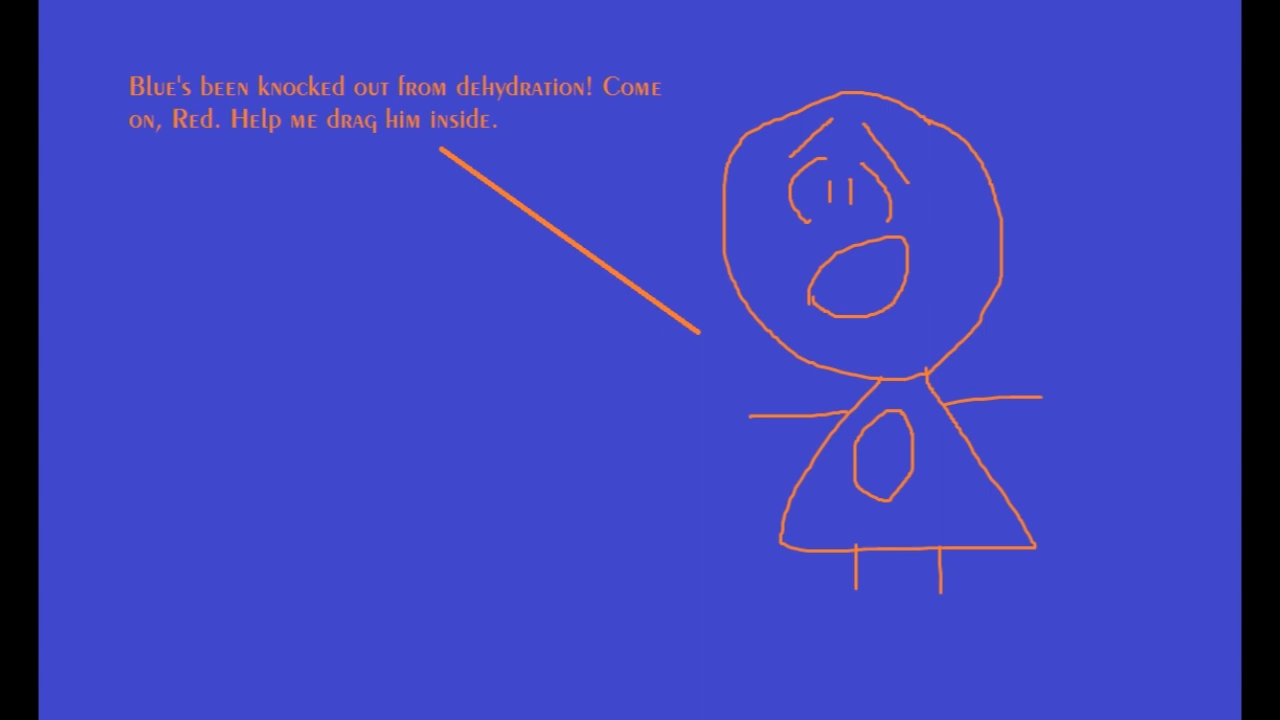 Blue's been knocked out from dehydration! Come
on, Red. Help me drag him inside.